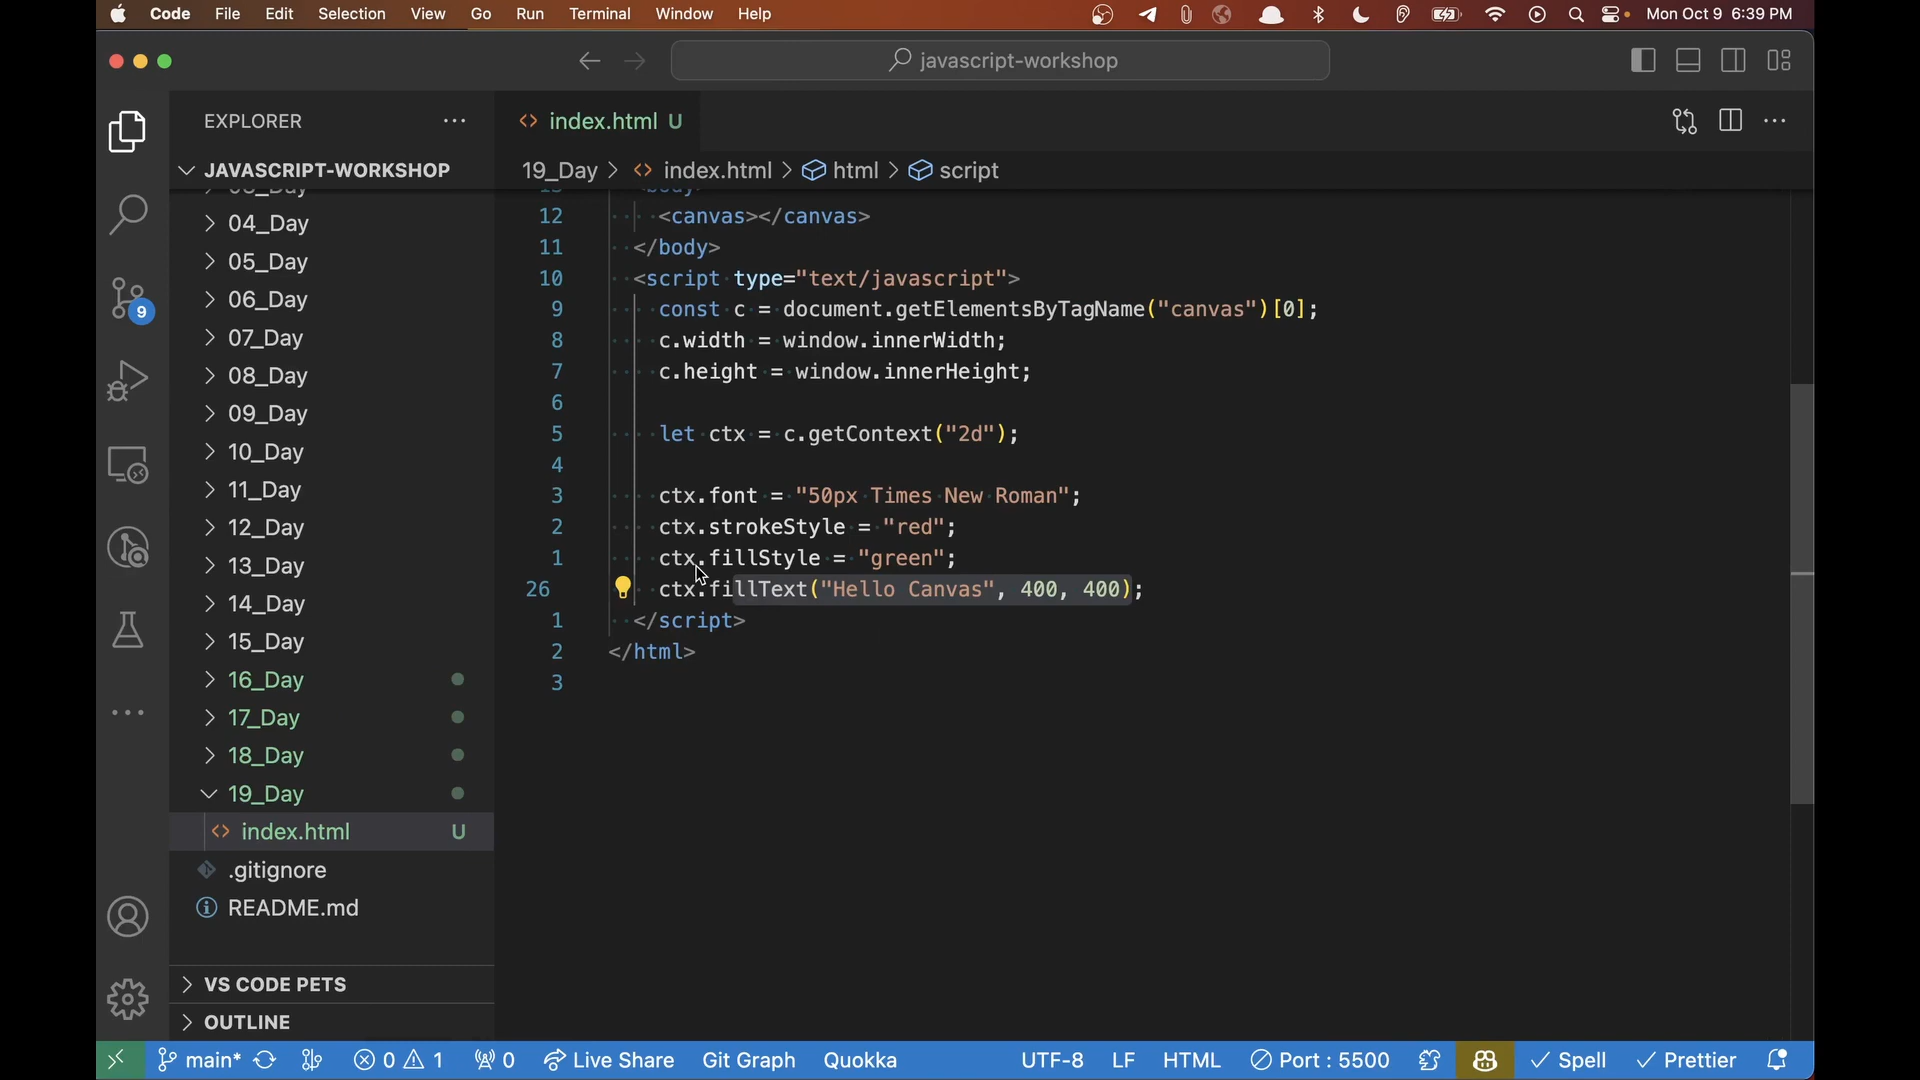 Code File Edit Selection View Go Run Terminal Window Help Mon Oct 9 6:39 PM
javascript-workshop
EXPLORER
index.html U
JAVASCRIPT-WORKSHOP
19_Day > index.html > html > script
04_Day
05_Day
06_Day
07_Day
08_Day
09_Day
10_Day
11_Day
12_Day
13_Day
14_Day
15_Day
16_Day
17_Day
18_Day
19_Day
index.html U
.gitignore
README.md
VS CODE PETS
OUTLINE
12 <canvas></canvas>
11 </body>
10 <script type="text/javascript">
9 const c = document.getElementsByTagName("canvas")[0];
8 c.width = window.innerWidth;
7 c.height = window.innerHeight;
6
5 let ctx = c.getContext("2d");
4
3 ctx.font = "50px Times New Roman";
2 ctx.strokeStyle = "red";
1 ctx.fillStyle = "green";
26 ctx.fillText("Hello Canvas", 400, 400);
1 </script>
2 </html>
3
9
main* 0 1 0 Live Share Git Graph Quokka UTF-8 LF HTML Port : 5500 Spell Prettier